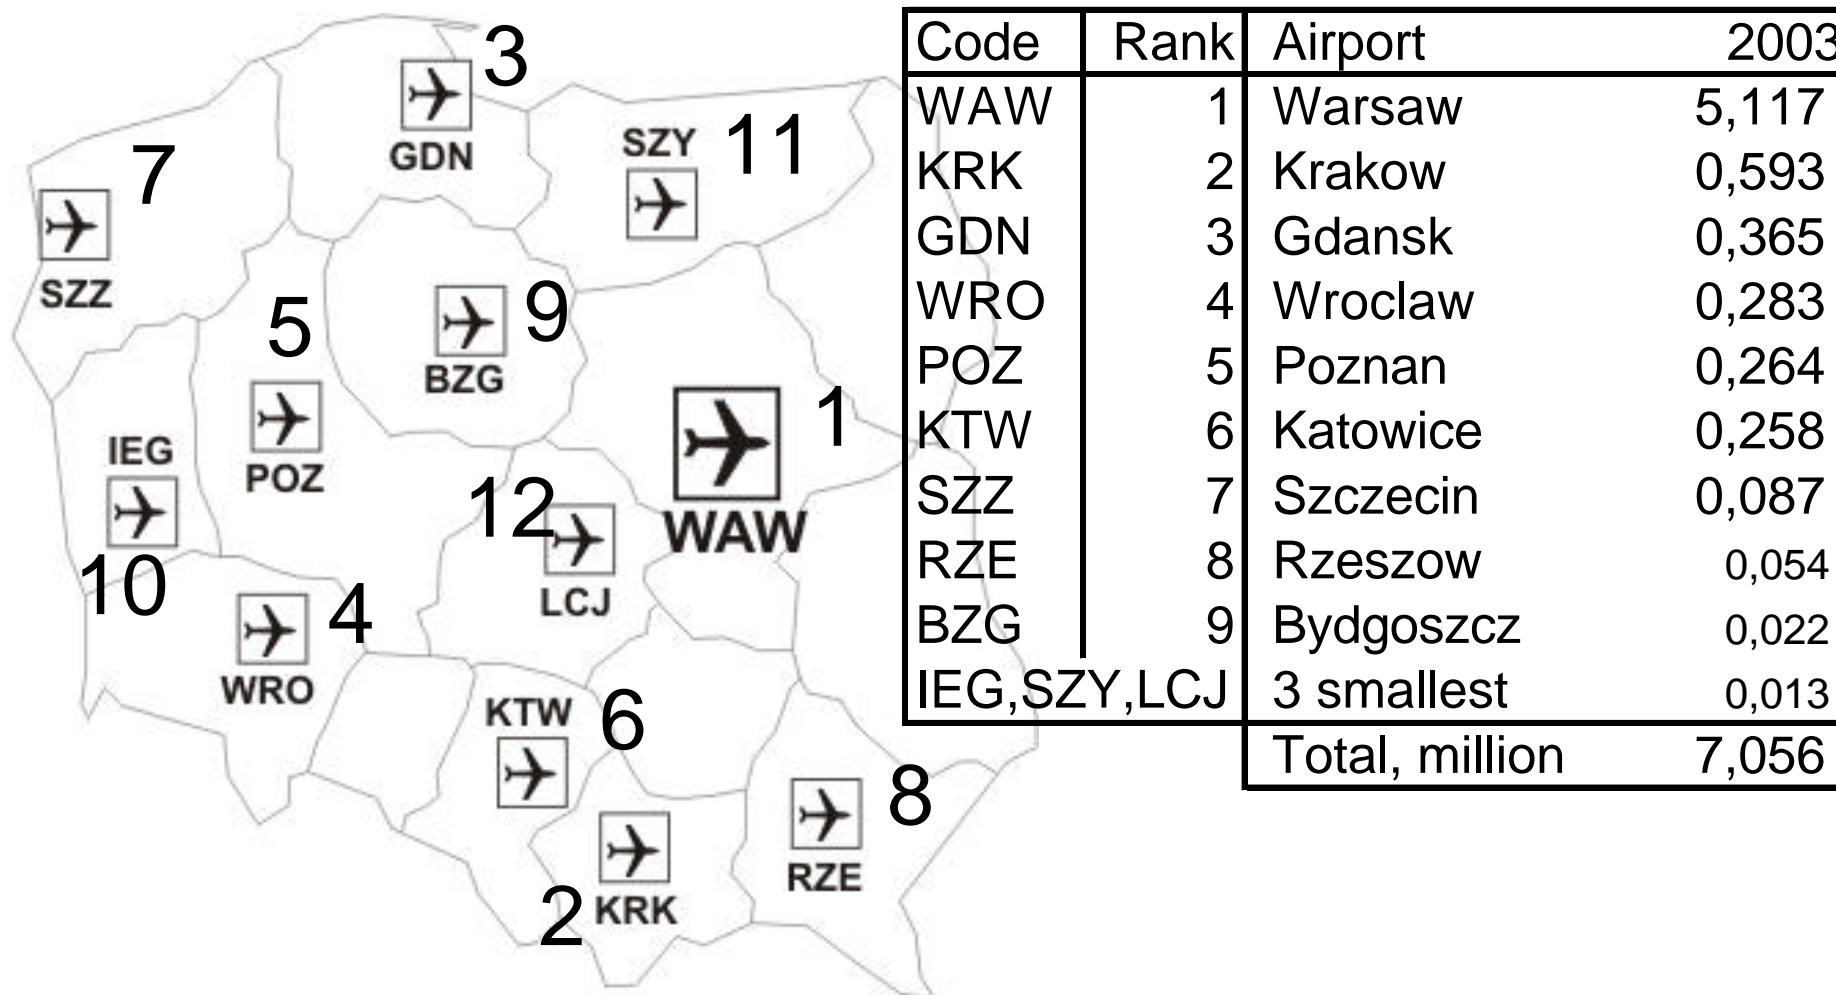 3
GDN
SZY 11
7
SZZ
5
POZ
9
BZG
1
WAW
IEG
10
12
LCJ
4
WRO
KTW 6
2 KRK
8
RZE
Code Rank Airport 2003
WAW 1 Warsaw 5,117
KRK 2 Krakow 0,593
GDN 3 Gdansk 0,365
WRO 4 Wroclaw 0,283
POZ 5 Poznan 0,264
KTW 6 Katowice 0,258
SZZ 7 Szczecin 0,087
RZE 8 Rzeszow 0,054
BZG 9 Bydgoszcz 0,022
IEG,SZY,LCJ 3 smallest 0,013
Total, million 7,056